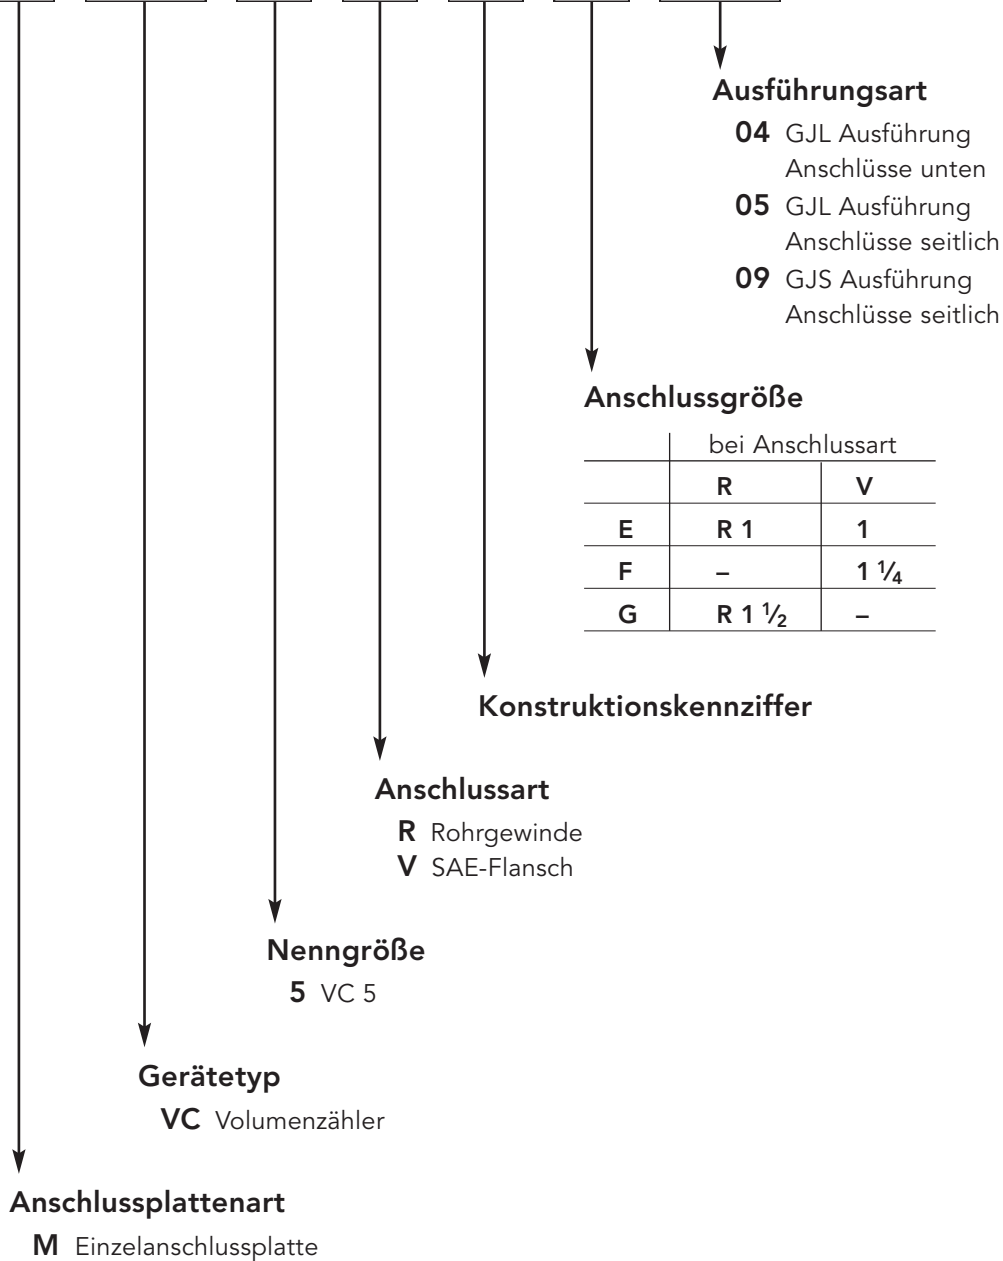 Ausführungsart
04 GJL Ausführung
Anschlüsse unten
05 GJL Ausführung
Anschlüsse seitlich
09 GJS Ausführung
Anschlüsse seitlich
Anschlussgröße
bei Anschlussart
R V
E R 1 1
F – 1 1/4
G R 1 1/2 –
Konstruktionskennziffer
Anschlussart
R Rohrgewinde
V SAE-Flansch
Nenngröße
5 VC 5
Gerätetyp
VC Volumenzähler
Anschlussplattenart
M Einzelanschlussplatte